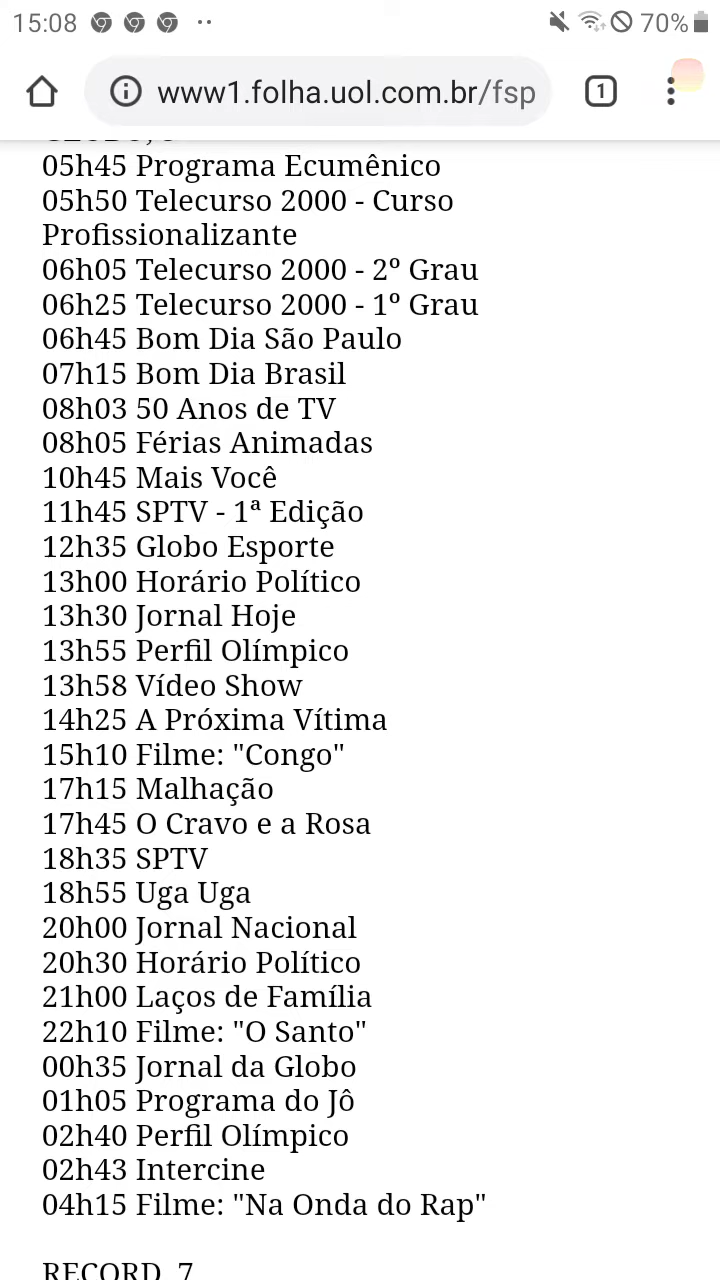 15:08
70%
www1.folha.uol.com.br/fsp
1
05h45 Programa Ecumênico
05h50 Telecurso 2000 - Curso
Profissionalizante
06h05 Telecurso 2000 - 2º Grau
06h25 Telecurso 2000 - 1º Grau
06h45 Bom Dia São Paulo
07h15 Bom Dia Brasil
08h03 50 Anos de TV
08h05 Férias Animadas
10h45 Mais Você
11h45 SPTV - 1ª Edição
12h35 Globo Esporte
13h00 Horário Político
13h30 Jornal Hoje
13h55 Perfil Olímpico
13h58 Vídeo Show
14h25 A Próxima Vítima
15h10 Filme: "Congo"
17h15 Malhação
17h45 O Cravo e a Rosa
18h35 SPTV
18h55 Uga Uga
20h00 Jornal Nacional
20h30 Horário Político
21h00 Laços de Família
22h10 Filme: "O Santo"
00h35 Jornal da Globo
01h05 Programa do Jô
02h40 Perfil Olímpico
02h43 Intercine
04h15 Filme: "Na Onda do Rap"
RECORD, 7